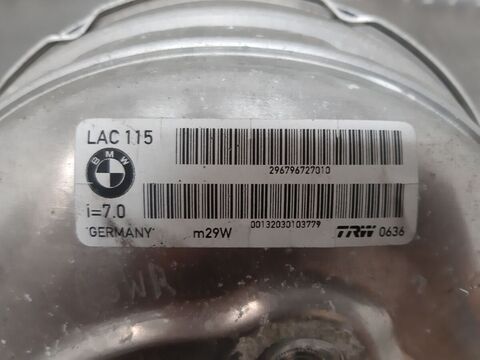 LAC 115
296796727010
BMW
i=7.0
00132030103779
"GERMANY" m29W TRW 0636